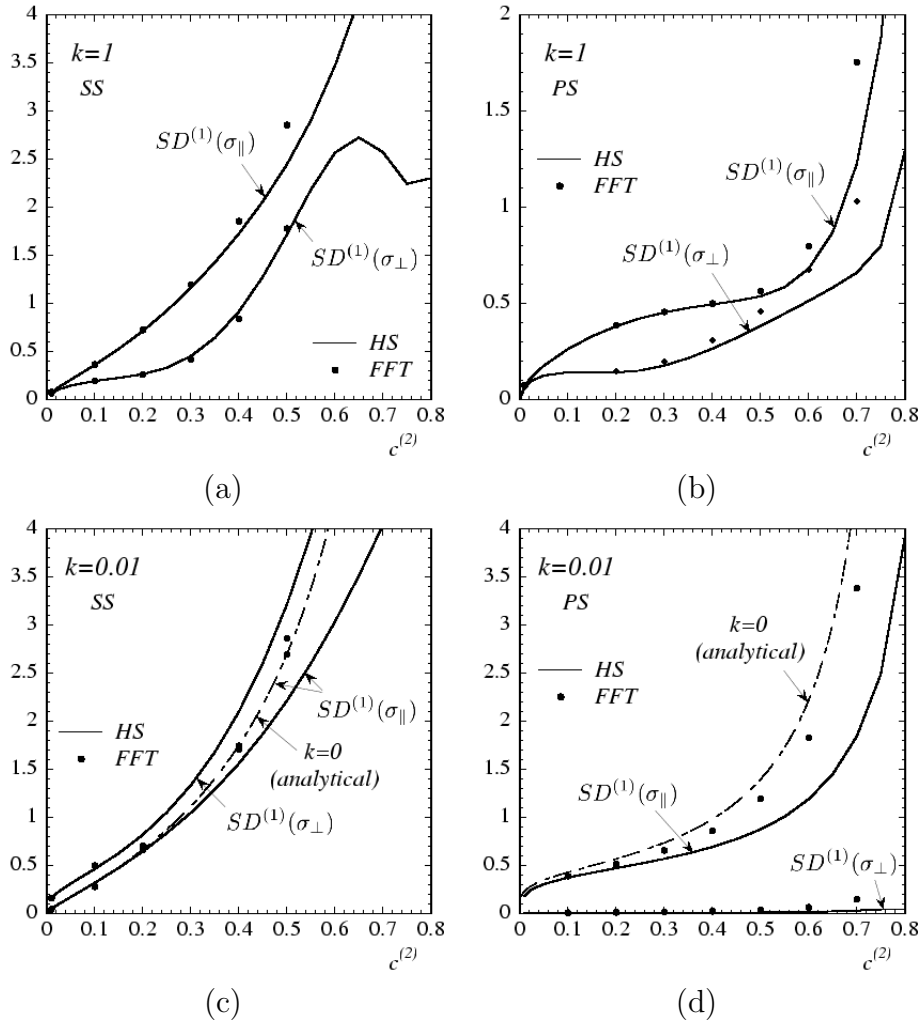 4
3.5
3
2.5
2
1.5
1
0.5
0
k=1
SS
SD^{(1)}(σ_∥)
SD^{(1)}(σ_⊥)
HS
FFT
0 0.1 0.2 0.3 0.4 0.5 0.6 0.7 0.8
c^{(2)}
(a)
2
1.5
1
0.5
0
k=1
PS
HS
FFT
SD^{(1)}(σ_∥)
SD^{(1)}(σ_⊥)
0 0.1 0.2 0.3 0.4 0.5 0.6 0.7 0.8
c^{(2)}
(b)
4
3.5
3
2.5
2
1.5
1
0.5
0
k=0.01
SS
HS
FFT
SD^{(1)}(σ_∥)
k=0
(analytical)
SD^{(1)}(σ_⊥)
0 0.1 0.2 0.3 0.4 0.5 0.6 0.7 0.8
c^{(2)}
(c)
4
3.5
3
2.5
2
1.5
1
0.5
0
k=0.01
PS
k=0
(analytical)
HS
FFT
SD^{(1)}(σ_∥)
SD^{(1)}(σ_⊥)
0 0.1 0.2 0.3 0.4 0.5 0.6 0.7 0.8
c^{(2)}
(d)